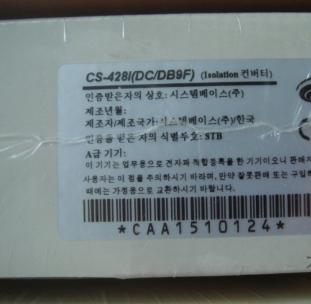 CS-428I(DC/DB9F) (Isolation 컨버터)
인증받은자의 상호: 시스템베이스(주)
제조년월:
제조자/제조국가:시스템베이스(주)/한국
인증을 받은 자의 식별부호: STB
A급 기기:
이 기기는 업무용으로 전자파 적합등록을 한 기기이오니 판매자
사용자는 이 점을 주의하시기 바라며, 만약 잘못판매 또는 구입하
때에는 가정용으로 교환하시기 바랍니다.
*CAA1510124*